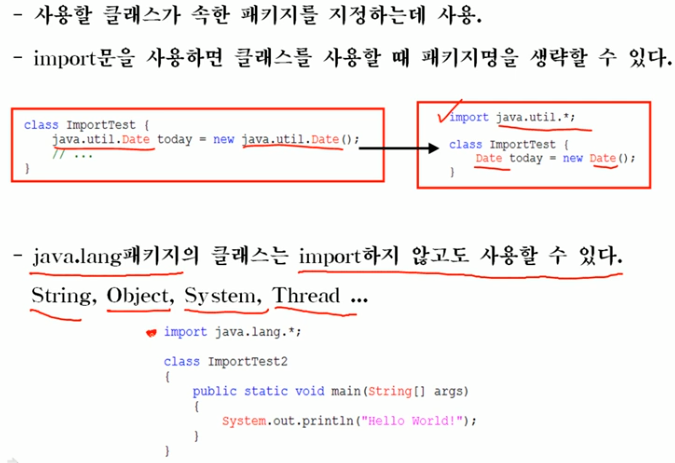 - 사용할 클래스가 속한 패키지를 지정하는데 사용.
- import문을 사용하면 클래스를 사용할 때 패키지명을 생략할 수 있다.
class ImportTest {
java.util.Date today = new java.util.Date();
// ...
}
import java.util.*;
class ImportTest {
Date today = new Date();
}
- java.lang패키지의 클래스는 import하지 않고도 사용할 수 있다.
String, Object, System, Thread ...
import java.lang.*;
class ImportTest2
{
public static void main(String[] args)
{
System.out.println("Hello World!");
}
}